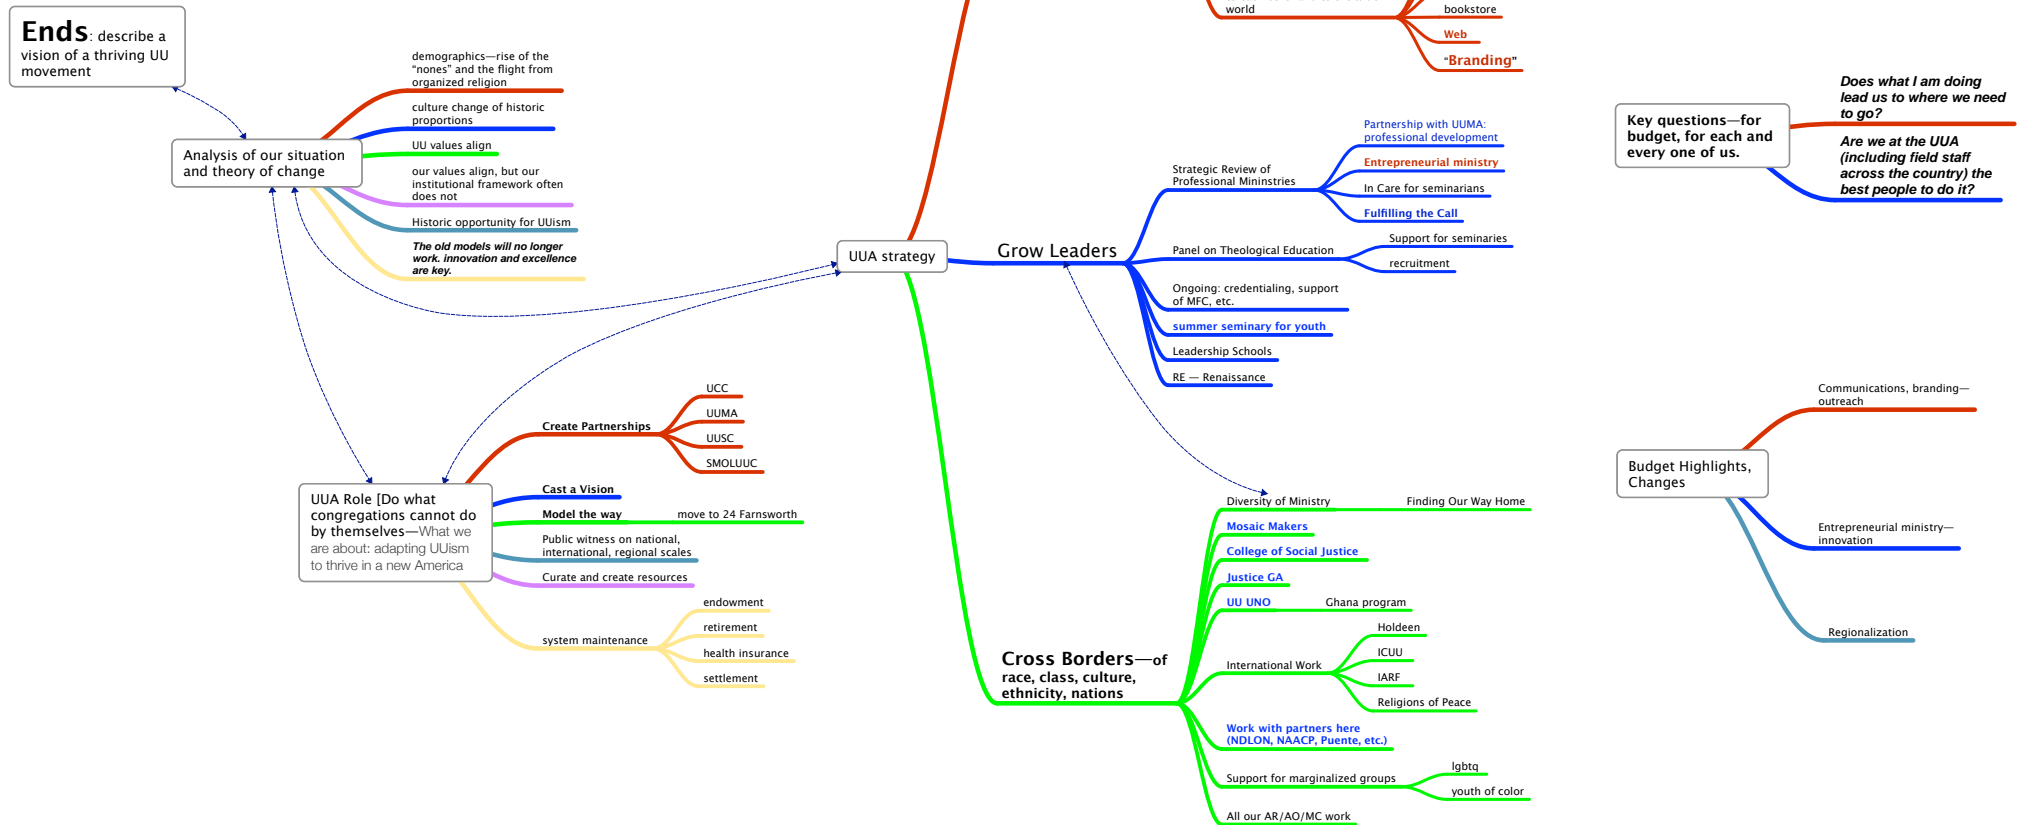 Ends: describe a
vision of a thriving UU
movement
demographics—rise of the
“nones” and the flight from
organized religion
culture change of historic
proportions
UU values align
our values align, but our
institutional framework often
does not
Historic opportunity for UUism
The old models will no longer
work. innovation and excellence
are key.
Analysis of our situation
and theory of change
UUA Role [Do what
congregations cannot do
by themselves—What we
are about: adapting UUism
to thrive in a new America
Create Partnerships
UCC
UUMA
UUSC
SMOLUUC
Cast a Vision
Model the way
move to 24 Farnsworth
Public witness on national,
international, regional scales
Curate and create resources
system maintenance
endowment
retirement
health insurance
settlement
UUA strategy
world
bookstore
Web
“Branding”
Grow Leaders
Strategic Review of
Professional Mininstries
Partnership with UUMA:
professional development
Entrepreneurial ministry
In Care for seminarians
Fulfilling the Call
Panel on Theological Education
Support for seminaries
recruitment
Ongoing: credentialing, support
of MFC, etc.
summer seminary for youth
Leadership Schools
RE — Renaissance
Cross Borders—of
race, class, culture,
ethnicity, nations
Diversity of Ministry
Finding Our Way Home
Mosaic Makers
College of Social Justice
Justice GA
UU UNO
Ghana program
International Work
Holdeen
ICUU
IARF
Religions of Peace
Work with partners here
(NDLON, NAACP, Puente, etc.)
Support for marginalized groups
lgbtq
youth of color
All our AR/AO/MC work
Key questions—for
budget, for each and
every one of us.
Does what I am doing
lead us to where we need
to go?
Are we at the UUA
(including field staff
across the country) the
best people to do it?
Budget Highlights,
Changes
Communications, branding—
outreach
Entrepreneurial ministry—
innovation
Regionalization